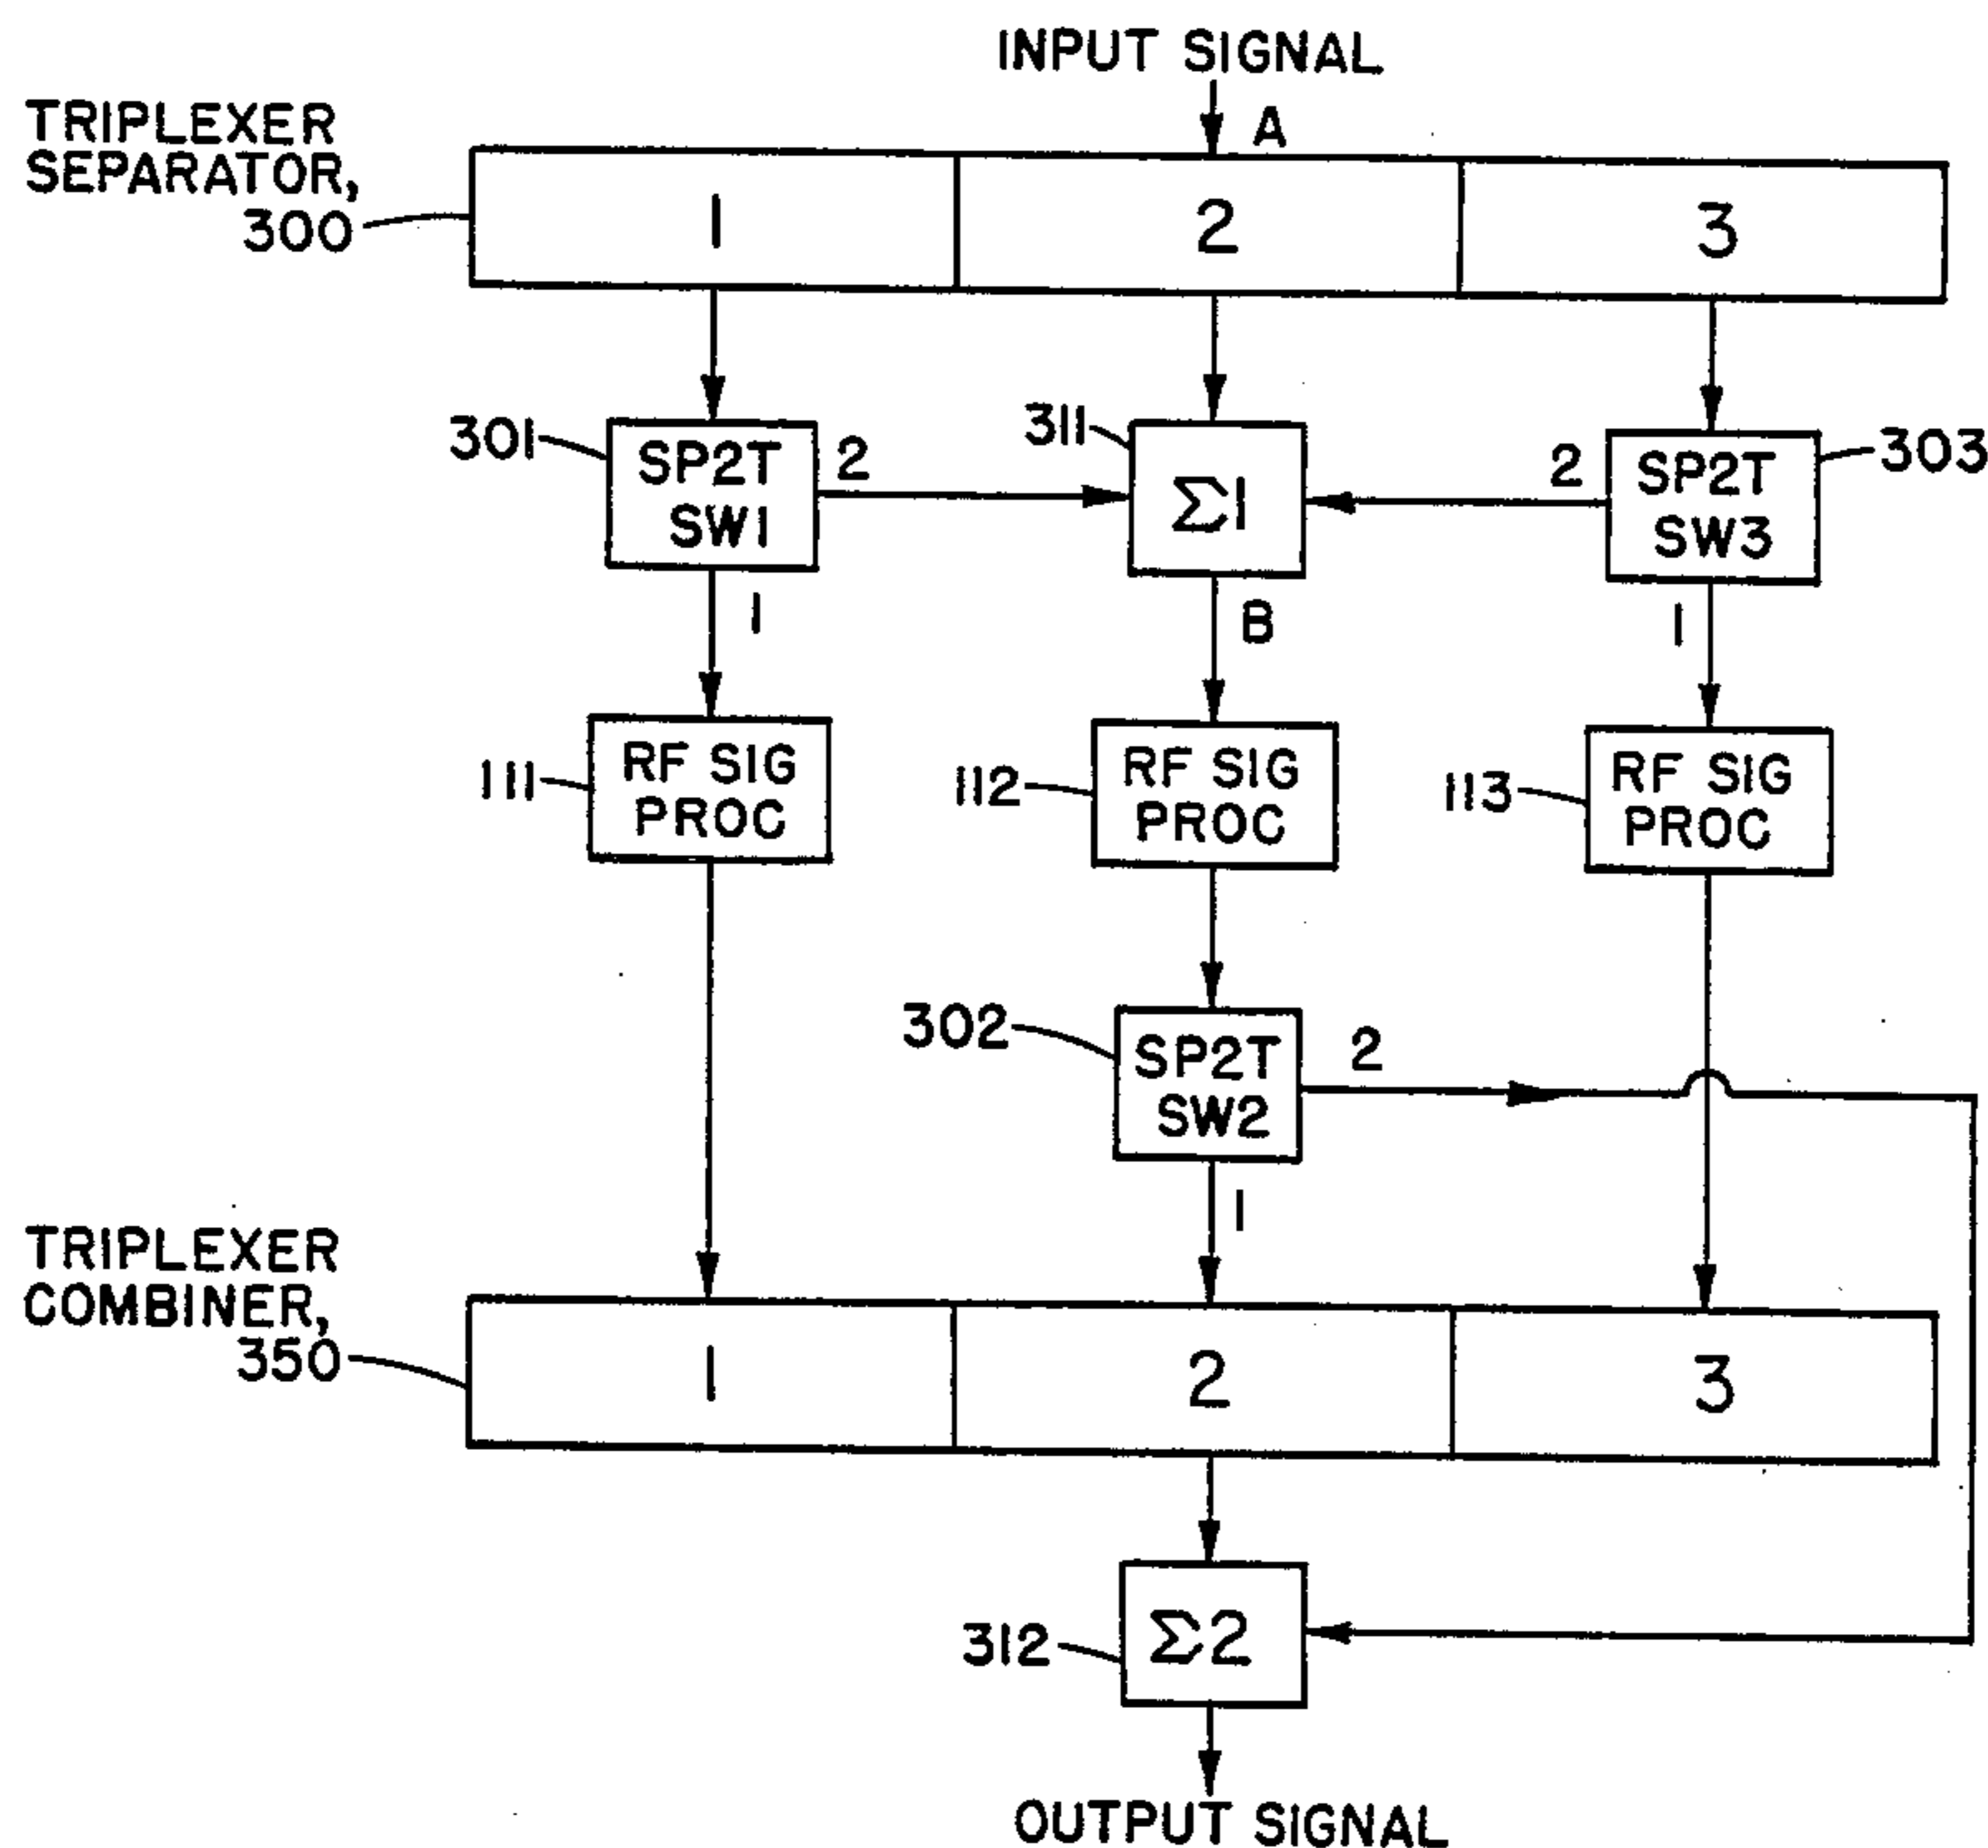 INPUT SIGNAL
A
TRIPLEXER
SEPARATOR,
300
1
2
3
301
SP2T
SW1
2
311
Σ1
2
SP2T
SW3
303
1
B
1
111
RF SIG
PROC
112
RF SIG
PROC
113
RF SIG
PROC
302
SP2T
SW2
2
1
TRIPLEXER
COMBINER,
350
1
2
3
312
Σ2
OUTPUT SIGNAL